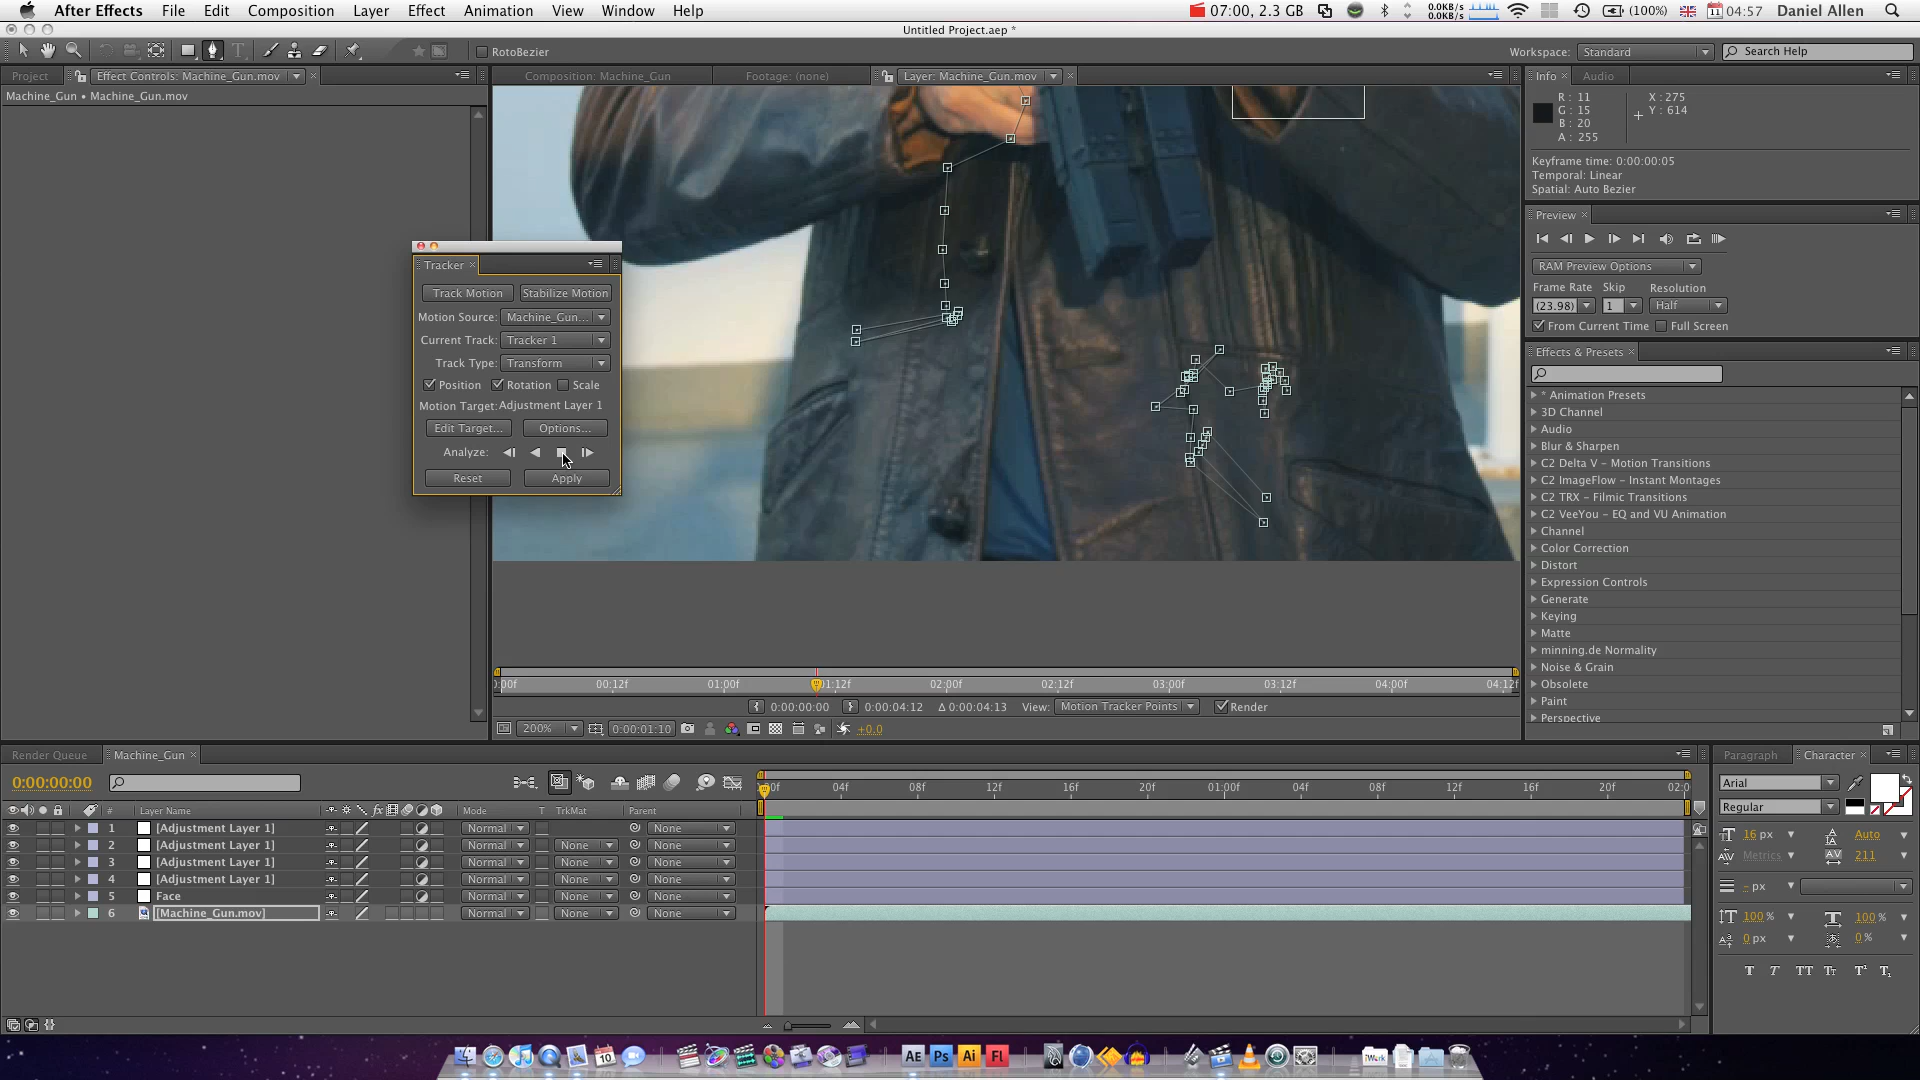 After Effects File Edit Composition Layer Effect Animation View Window Help
07:00, 2.3 GB 0.0KB/s 0.0KB/s (100%) 04:57 Daniel Allen
Untitled Project.aep *
RotoBezier Workspace: Standard Search Help
Project Effect Controls: Machine_Gun.mov
Machine_Gun • Machine_Gun.mov
Composition: Machine_Gun Footage: (none) Layer: Machine_Gun.mov
Info Audio
R: 11 X: 275
G: 15 Y: 614
B: 20
A: 255
Keyframe time: 0:00:00:05
Temporal: Linear
Spatial: Auto Bezier
Preview
RAM Preview Options
Frame Rate Skip Resolution
(23.98) 1 Half
From Current Time Full Screen
Effects & Presets
* Animation Presets
3D Channel
Audio
Blur & Sharpen
C2 Delta V - Motion Transitions
C2 ImageFlow - Instant Montages
C2 TRX - Filmic Transitions
C2 VeeYou - EQ and VU Animation
Channel
Color Correction
Distort
Expression Controls
Generate
Keying
Matte
minning.de Normality
Noise & Grain
Obsolete
Paint
Perspective
Tracker
Track Motion Stabilize Motion
Motion Source: Machine_Gun...
Current Track: Tracker 1
Track Type: Transform
Position Rotation Scale
Motion Target: Adjustment Layer 1
Edit Target... Options...
Analyze:
Reset Apply
:00f 00:12f 01:00f 01:12f 02:00f 02:12f 03:00f 03:12f 04:00f 04:12f
0:00:00:00 0:00:04:12 Δ 0:00:04:13 View: Motion Tracker Points Render
200% 0:00:01:10 +0.0
Render Queue Machine_Gun
0:00:00:00
:00f 04f 08f 12f 16f 20f 01:00f 04f 08f 12f 16f 20f 02:0
# Layer Name fx Mode T TrkMat Parent
1 [Adjustment Layer 1] Normal None
2 [Adjustment Layer 1] Normal None None
3 [Adjustment Layer 1] Normal None None
4 [Adjustment Layer 1] Normal None None
5 Face Normal None None
6 [Machine_Gun.mov] Normal None None
Paragraph Character
Arial
Regular
16 px Auto
Metrics 211
- px
100 % 100 %
0 px 0 %
T T TT Tt T¹ T₁
10 AE Ps Ai Fl iWork